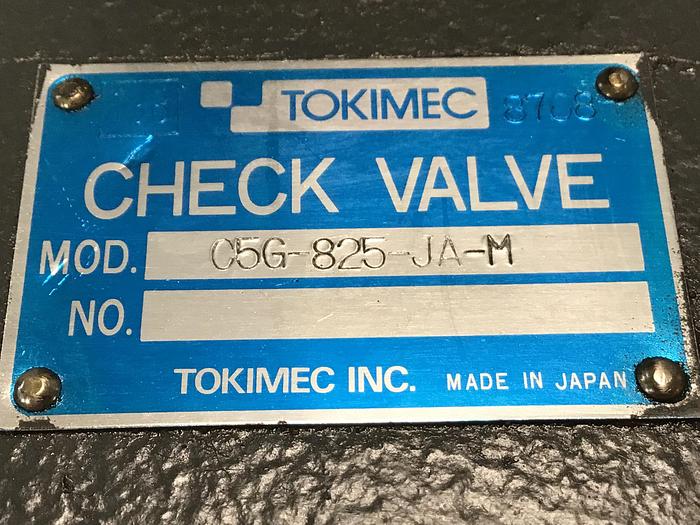 TOKIMEC 8708
CHECK VALVE
MOD. C5G-825-JA-M
NO.
TOKIMEC INC. MADE IN JAPAN